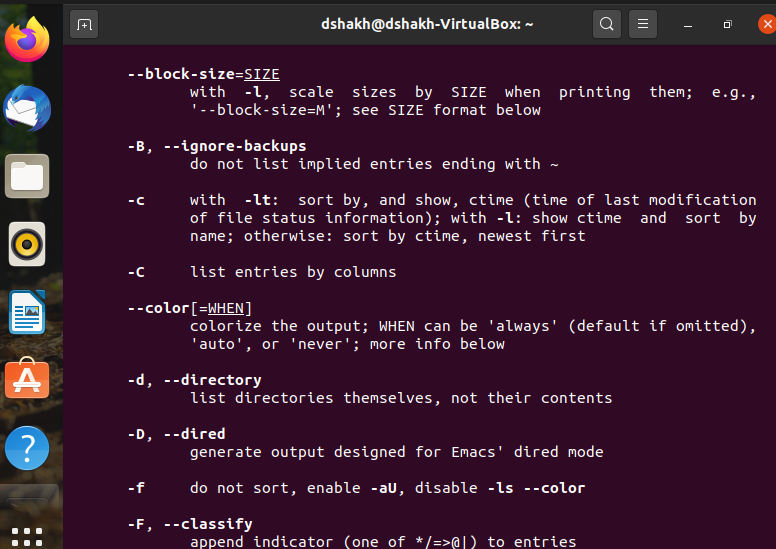 dshakh@dshakh-VirtualBox: ~
--block-size=SIZE
with -l, scale sizes by SIZE when printing them; e.g.,
'--block-size=M'; see SIZE format below
-B, --ignore-backups
do not list implied entries ending with ~
-c with -lt: sort by, and show, ctime (time of last modification
of file status information); with -l: show ctime and sort by
name; otherwise: sort by ctime, newest first
-C list entries by columns
--color[=WHEN]
colorize the output; WHEN can be 'always' (default if omitted),
'auto', or 'never'; more info below
-d, --directory
list directories themselves, not their contents
-D, --dired
generate output designed for Emacs' dired mode
-f do not sort, enable -aU, disable -ls --color
-F, --classify
append indicator (one of */=>@|) to entries